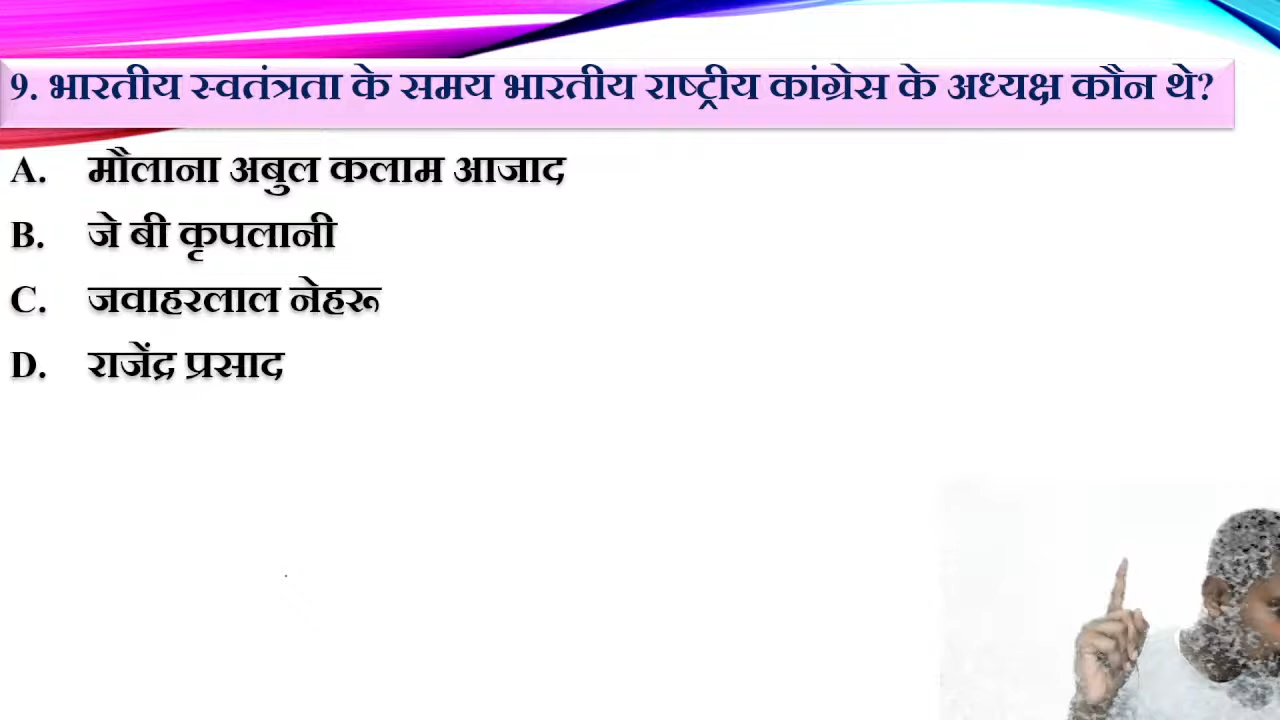 9. भारतीय स्वतंत्रता के समय भारतीय राष्ट्रीय कांग्रेस के अध्यक्ष कौन थे?
A. मौलाना अबुल कलाम आजाद
B. जे बी कृपलानी
C. जवाहरलाल नेहरू
D. राजेंद्र प्रसाद